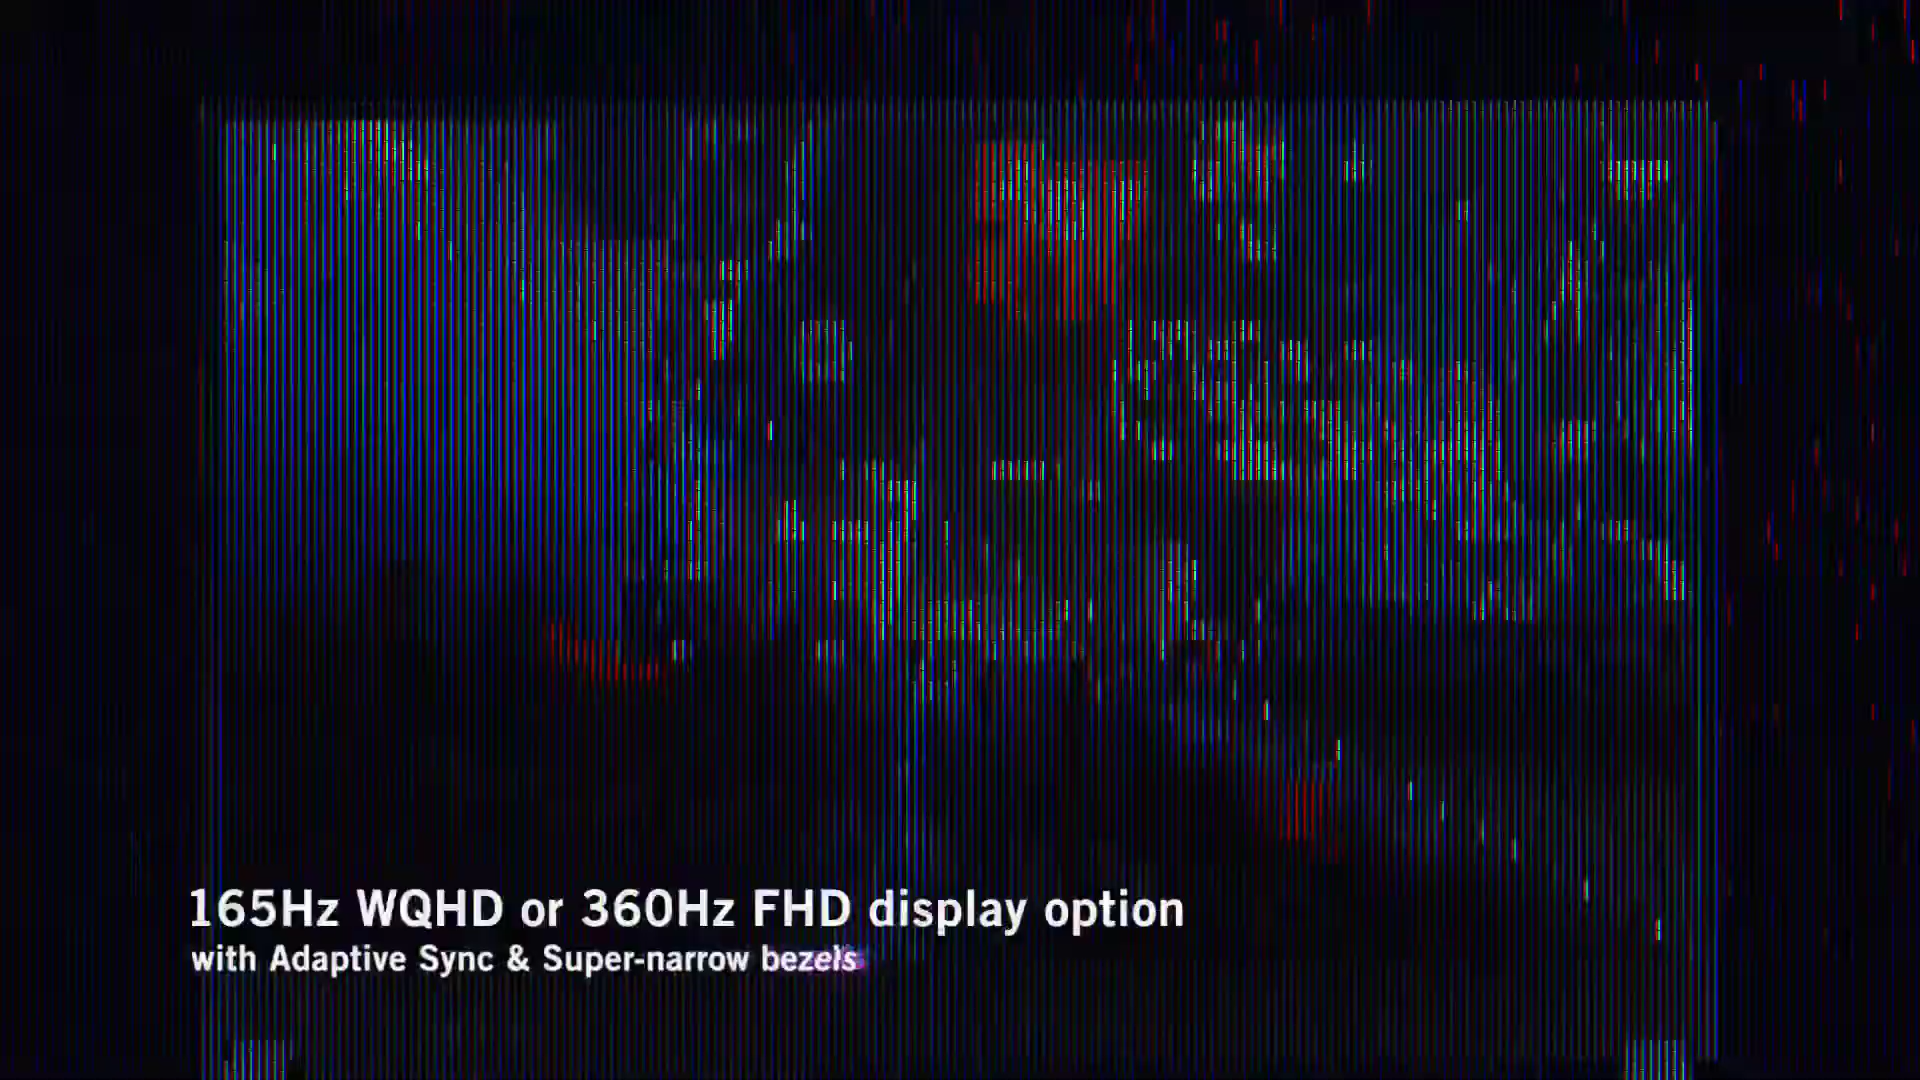 165Hz WQHD or 360Hz FHD display option
with Adaptive Sync & Super-narrow bezels